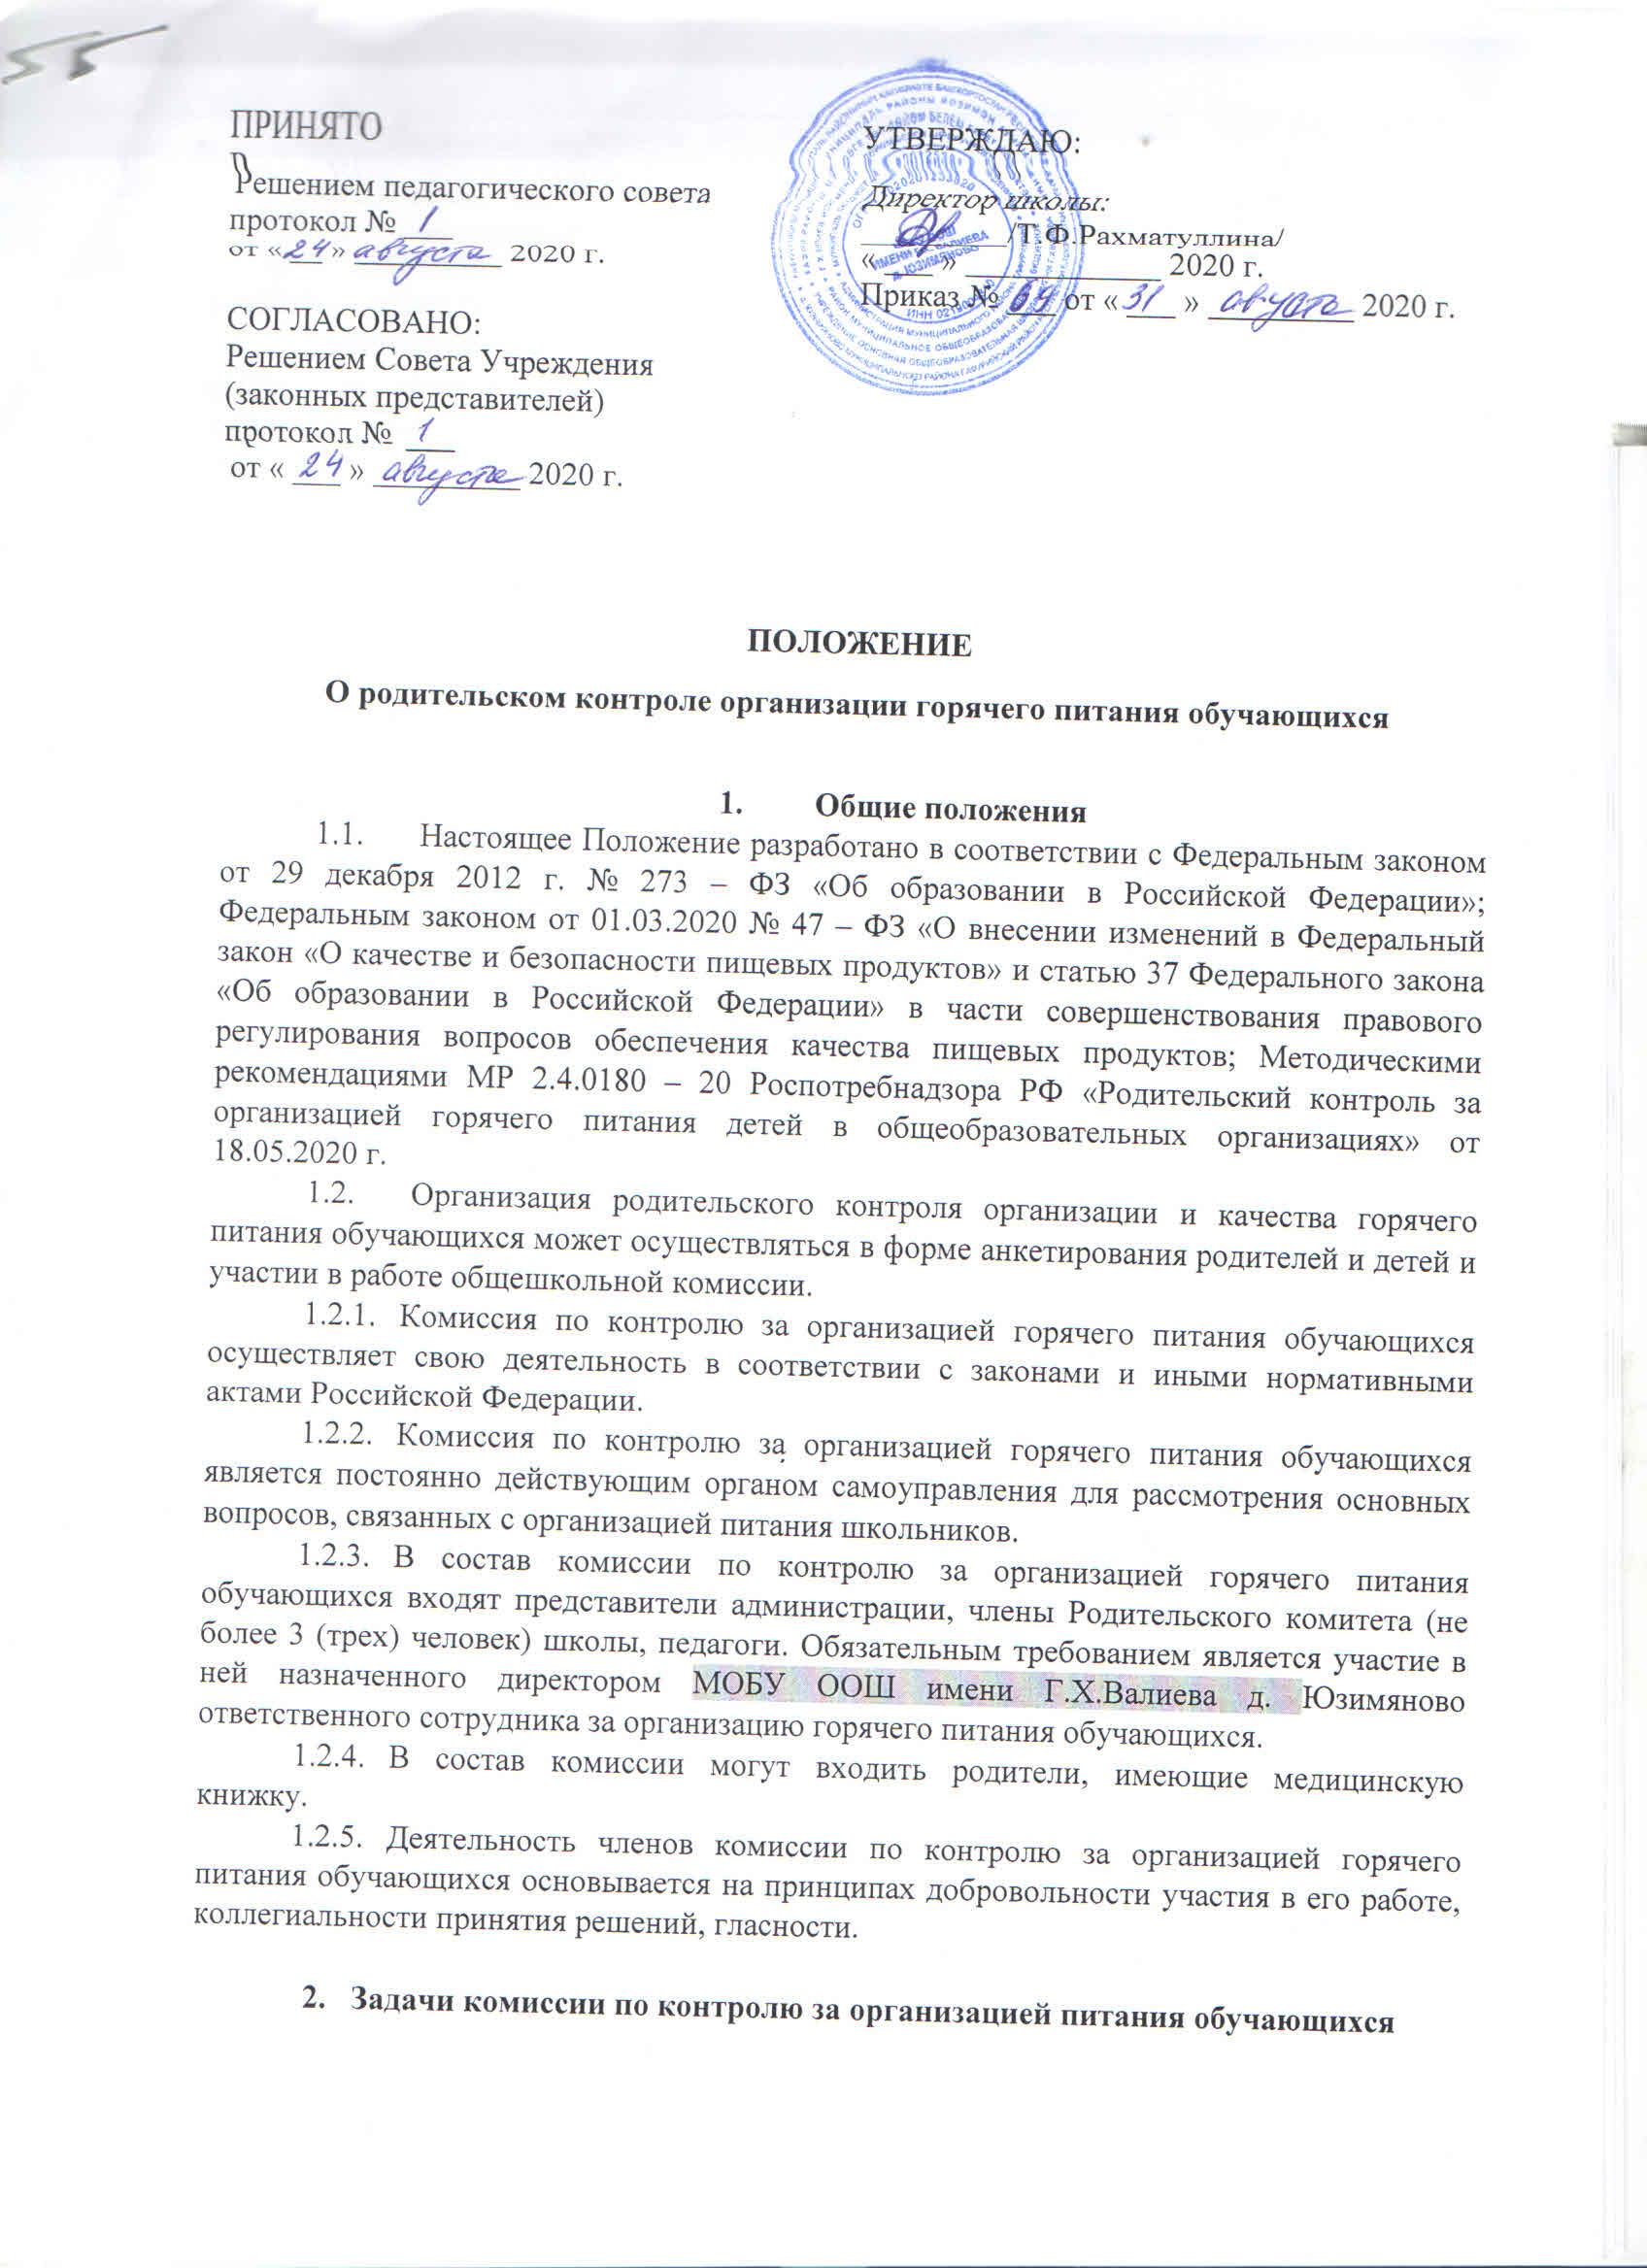 55
ПРИНЯТО
Решением педагогического совета
протокол № 1
от «24» августа 2020 г.
СОГЛАСОВАНО:
Решением Совета Учреждения
(законных представителей)
протокол № 1
от « 24 » августа 2020 г.
УТВЕРЖДАЮ:
Директор школы:
/Т.Ф.Рахматуллина/
« ___ » ____________ 2020 г.
Приказ № 69 от « 31 » августа 2020 г.
ПОЛОЖЕНИЕ
О родительском контроле организации горячего питания обучающихся
1. Общие положения
1.1. Настоящее Положение разработано в соответствии с Федеральным законом
от 29 декабря 2012 г. № 273 – ФЗ «Об образовании в Российской Федерации»;
Федеральным законом от 01.03.2020 № 47 – ФЗ «О внесении изменений в Федеральный
закон «О качестве и безопасности пищевых продуктов» и статью 37 Федерального закона
«Об образовании в Российской Федерации» в части совершенствования правового
регулирования вопросов обеспечения качества пищевых продуктов; Методическими
рекомендациями МР 2.4.0180 – 20 Роспотребнадзора РФ «Родительский контроль за
организацией горячего питания детей в общеобразовательных организациях» от
18.05.2020 г.
1.2. Организация родительского контроля организации и качества горячего
питания обучающихся может осуществляться в форме анкетирования родителей и детей и
участии в работе общешкольной комиссии.
1.2.1. Комиссия по контролю за организацией горячего питания обучающихся
осуществляет свою деятельность в соответствии с законами и иными нормативными
актами Российской Федерации.
1.2.2. Комиссия по контролю за организацией горячего питания обучающихся
является постоянно действующим органом самоуправления для рассмотрения основных
вопросов, связанных с организацией питания школьников.
1.2.3. В состав комиссии по контролю за организацией горячего питания
обучающихся входят представители администрации, члены Родительского комитета (не
более 3 (трех) человек) школы, педагоги. Обязательным требованием является участие в
ней назначенного директором МОБУ ООШ имени Г.Х.Валиева д. Юзимяново
ответственного сотрудника за организацию горячего питания обучающихся.
1.2.4. В состав комиссии могут входить родители, имеющие медицинскую
книжку.
1.2.5. Деятельность членов комиссии по контролю за организацией горячего
питания обучающихся основывается на принципах добровольности участия в его работе,
коллегиальности принятия решений, гласности.
2. Задачи комиссии по контролю за организацией питания обучающихся